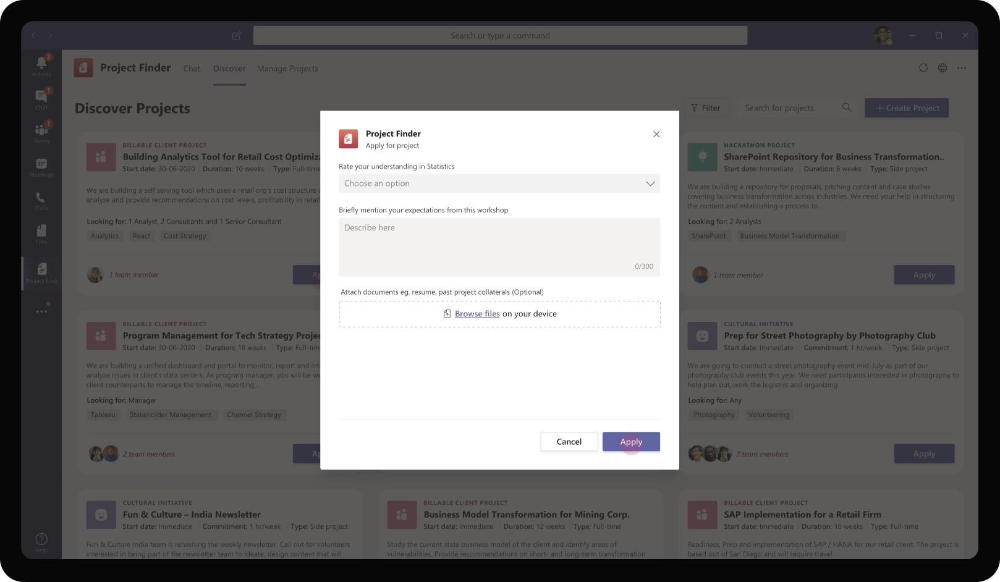 Search or type a command
2
Activity
1
Chat
1
Teams
Meetings
Calls
Files
Project Find..
Help
Project Finder
Chat
Discover
Manage Projects
Discover Projects
Filter
Search for projects
Create Project
BILLABLE CLIENT PROJECT
Building Analytics Tool for Retail Cost Optimiza
Start date: 30-06-2020 Duration: 10 weeks Type: Full-time
We are building a self serving tool which uses a retail org's cost structure
analyze and provide recommendations on cost levers, profitability in retail
Looking for: 1 Analyst, 2 Consultants and 1 Senior Consultant
Analytics React Cost Strategy
1 team member
Ap
HACKATHON PROJECT
SharePoint Repository for Business Transformation..
Start date: Immediate Duration: 6 weeks Type: Side project
We are building a repository for proposals, pitching content and case studies
covering business transformation across industries. We need your help in structuring
the content and establishing a process to...
Looking for: 2 Analysts
SharePoint Business Model Transformation
1 team member
Apply
Project Finder
Apply for project
Rate your understanding in Statistics
Choose an option
Briefly mention your expectations from this workshop
Describe here
0/300
Attach documents eg. resume, past project collaterals (Optional)
Browse files on your device
Cancel
Apply
BILLABLE CLIENT PROJECT
Program Management for Tech Strategy Projec
Start date: 30-06-2020 Duration: 18 weeks Type: Full-tim
We are building a unified dashboard and portal to monitor, report and int
analyze issues in client's data centers. As program manager, you will be wo
client counterparts to manage the timeline, reporting...
Looking for: Manager
Tableau Stakeholder Management Channel Strategy
2 team members
Ap
CULTURAL INITIATIVE
Prep for Street Photography by Photography Club
Start date: Immediate Commitment: 1 hr/week Type: Side project
We are going to conduct a street photography event mid-July as part of our
photography club events this year. We need participants interested in photography to
help plan out, work the logistics and organizing
Looking for: Any
Photography Volunteering
3 team members
Apply
CULTURAL INITIATIVE
Fun & Culture – India Newsletter
Start date: Immediate Commitment: 1 hr/week Type: Side project
Fun & Culture India team is rehashing the weekly newsletter. Call out for volunteers
interested in being part of the newsletter team to ideate, design content that will
BILLABLE CLIENT PROJECT
Business Model Transformation for Mining Corp.
Start date: Immediate Duration: 12 weeks Type: Full-time
Study the current state business model of the client and identify areas of
vulnerabilities. Provide recommendations on short- and long-term transformation
BILLABLE CLIENT PROJECT
SAP Implementation for a Retail Firm
Start date: Immediate Duration: 16 weeks Type: Full-time
Readiness, Prep and implementation of SAP / HANA for our retail client. The project is
based out of San Diego and will require travel